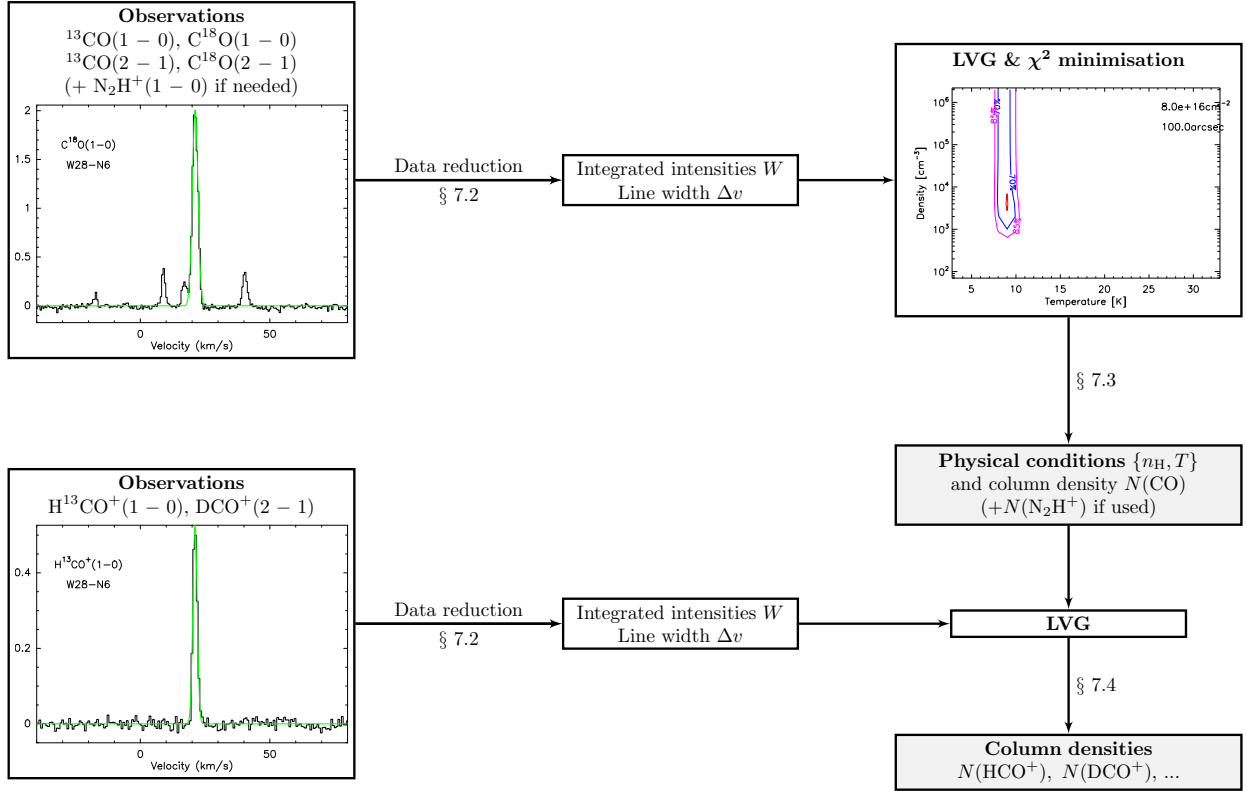 Observations
¹³CO(1 − 0), C¹⁸O(1 − 0)
¹³CO(2 − 1), C¹⁸O(2 − 1)
(+ N₂H⁺(1 − 0) if needed)
2
1.5
1
0.5
0
C¹⁸O(1−0)
W28−N6
0 50
Velocity (km/s)
Data reduction
§ 7.2
Integrated intensities W
Line width Δv
LVG & χ² minimisation
10⁶
10⁵
10⁴
10³
10²
Density [cm⁻³]
85%
70%
70%
85%
8.0e+16cm⁻²
100.0arcsec
5 10 15 20 25 30
Temperature [K]
§ 7.3
Physical conditions {n_H, T}
and column density N(CO)
(+N(N₂H⁺) if used)
Observations
H¹³CO⁺(1 − 0), DCO⁺(2 − 1)
0.4
0.2
0
H¹³CO⁺(1−0)
W28−N6
0 50
Velocity (km/s)
Data reduction
§ 7.2
Integrated intensities W
Line width Δv
LVG
§ 7.4
Column densities
N(HCO⁺), N(DCO⁺), ...